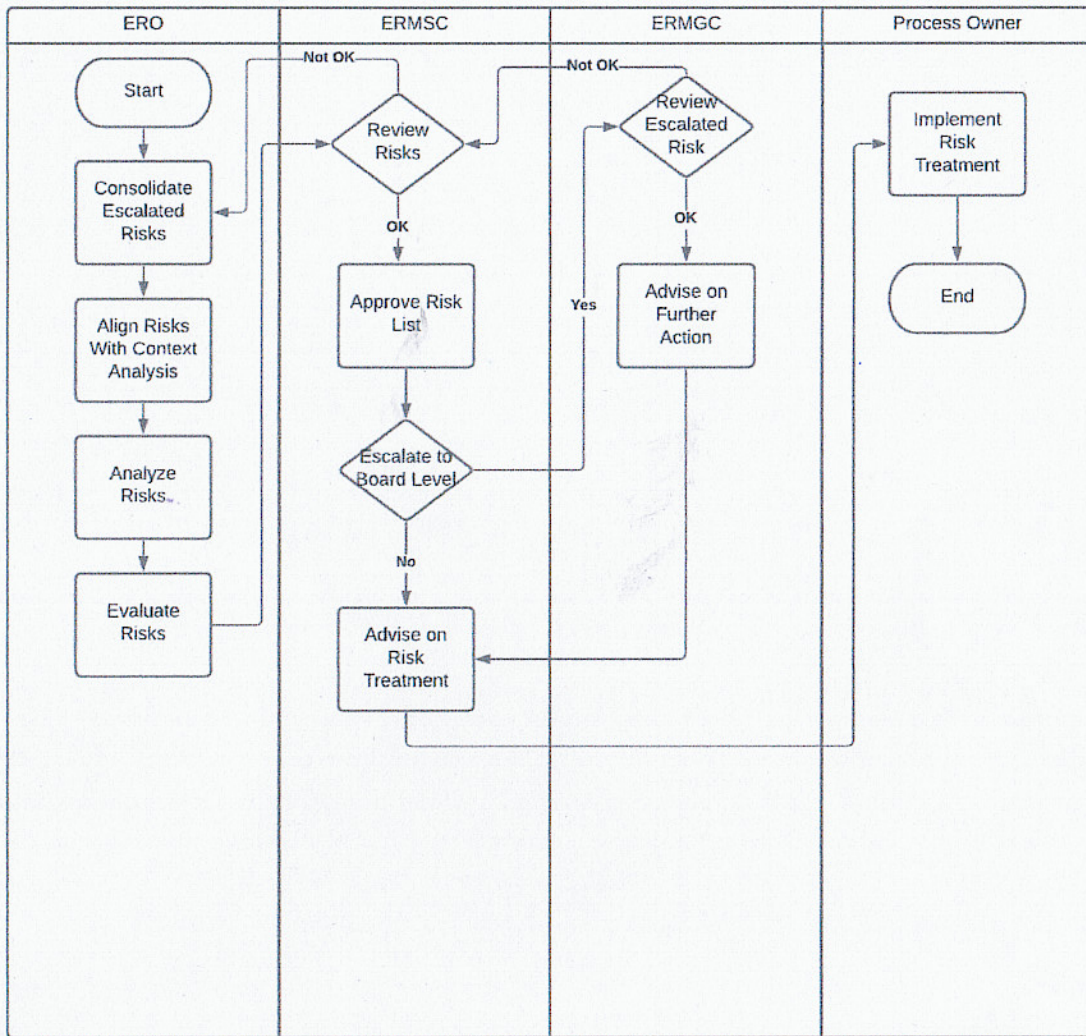 ERO
ERMSC
ERMGC
Process Owner
Start
Consolidate
Escalated
Risks
Align Risks
With Context
Analysis
Analyze
Risks
Evaluate
Risks
Not OK
Review
Risks
OK
Approve Risk
List
Escalate to
Board Level
Yes
No
Advise on
Risk
Treatment
Not OK
Review
Escalated
Risk
OK
Advise on
Further
Action
Implement
Risk
Treatment
End